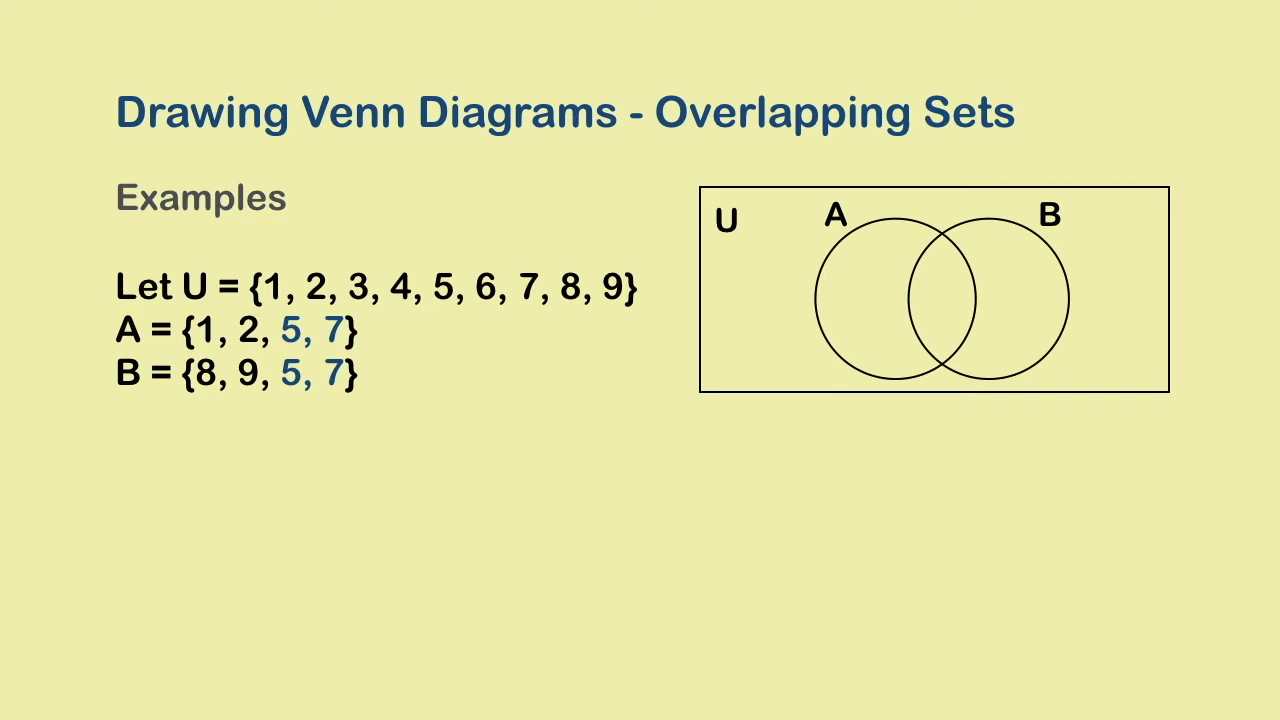 Drawing Venn Diagrams - Overlapping Sets
Examples
Let U = {1, 2, 3, 4, 5, 6, 7, 8, 9}
A = {1, 2, 5, 7}
B = {8, 9, 5, 7}
U
A
B